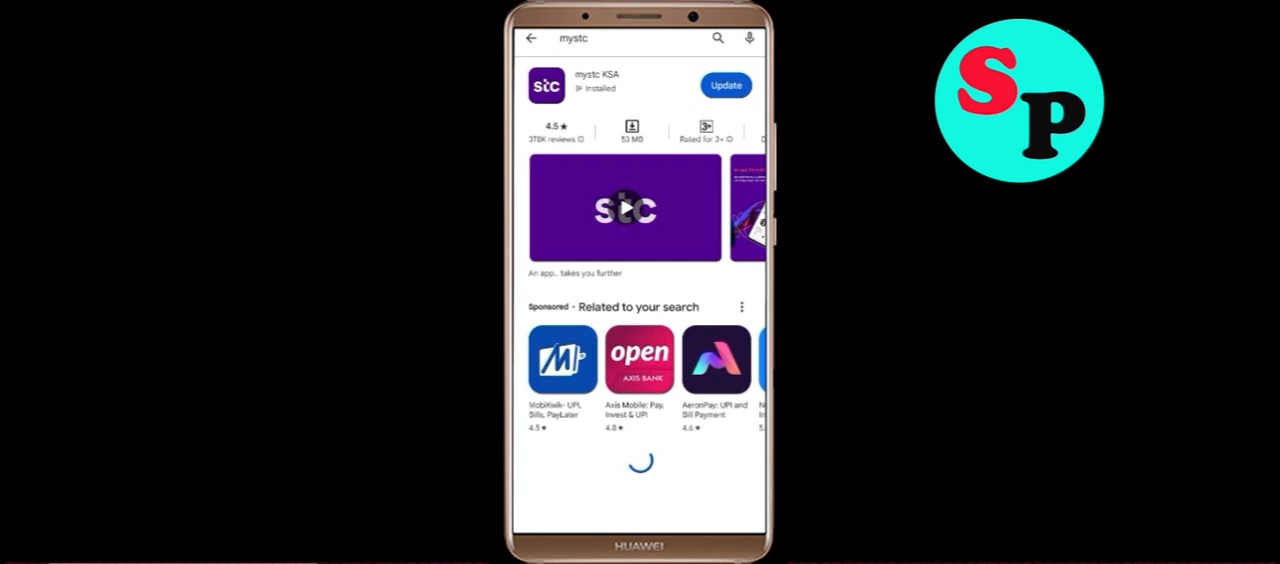 mystc
stc
mystc KSA
Installed
Update
4.5★
378K reviews
53 MB
3+
Rated for 3+
stc
An app.. takes you further
Sponsored · Related to your search
open
AXIS BANK
MobiKwik- UPI,
Bills, PayLater
4.5★
Axis Mobile: Pay,
Invest & UPI
4.8★
AeronPay: UPI and
Bill Payment
4.6★
HUAWEI
S
P